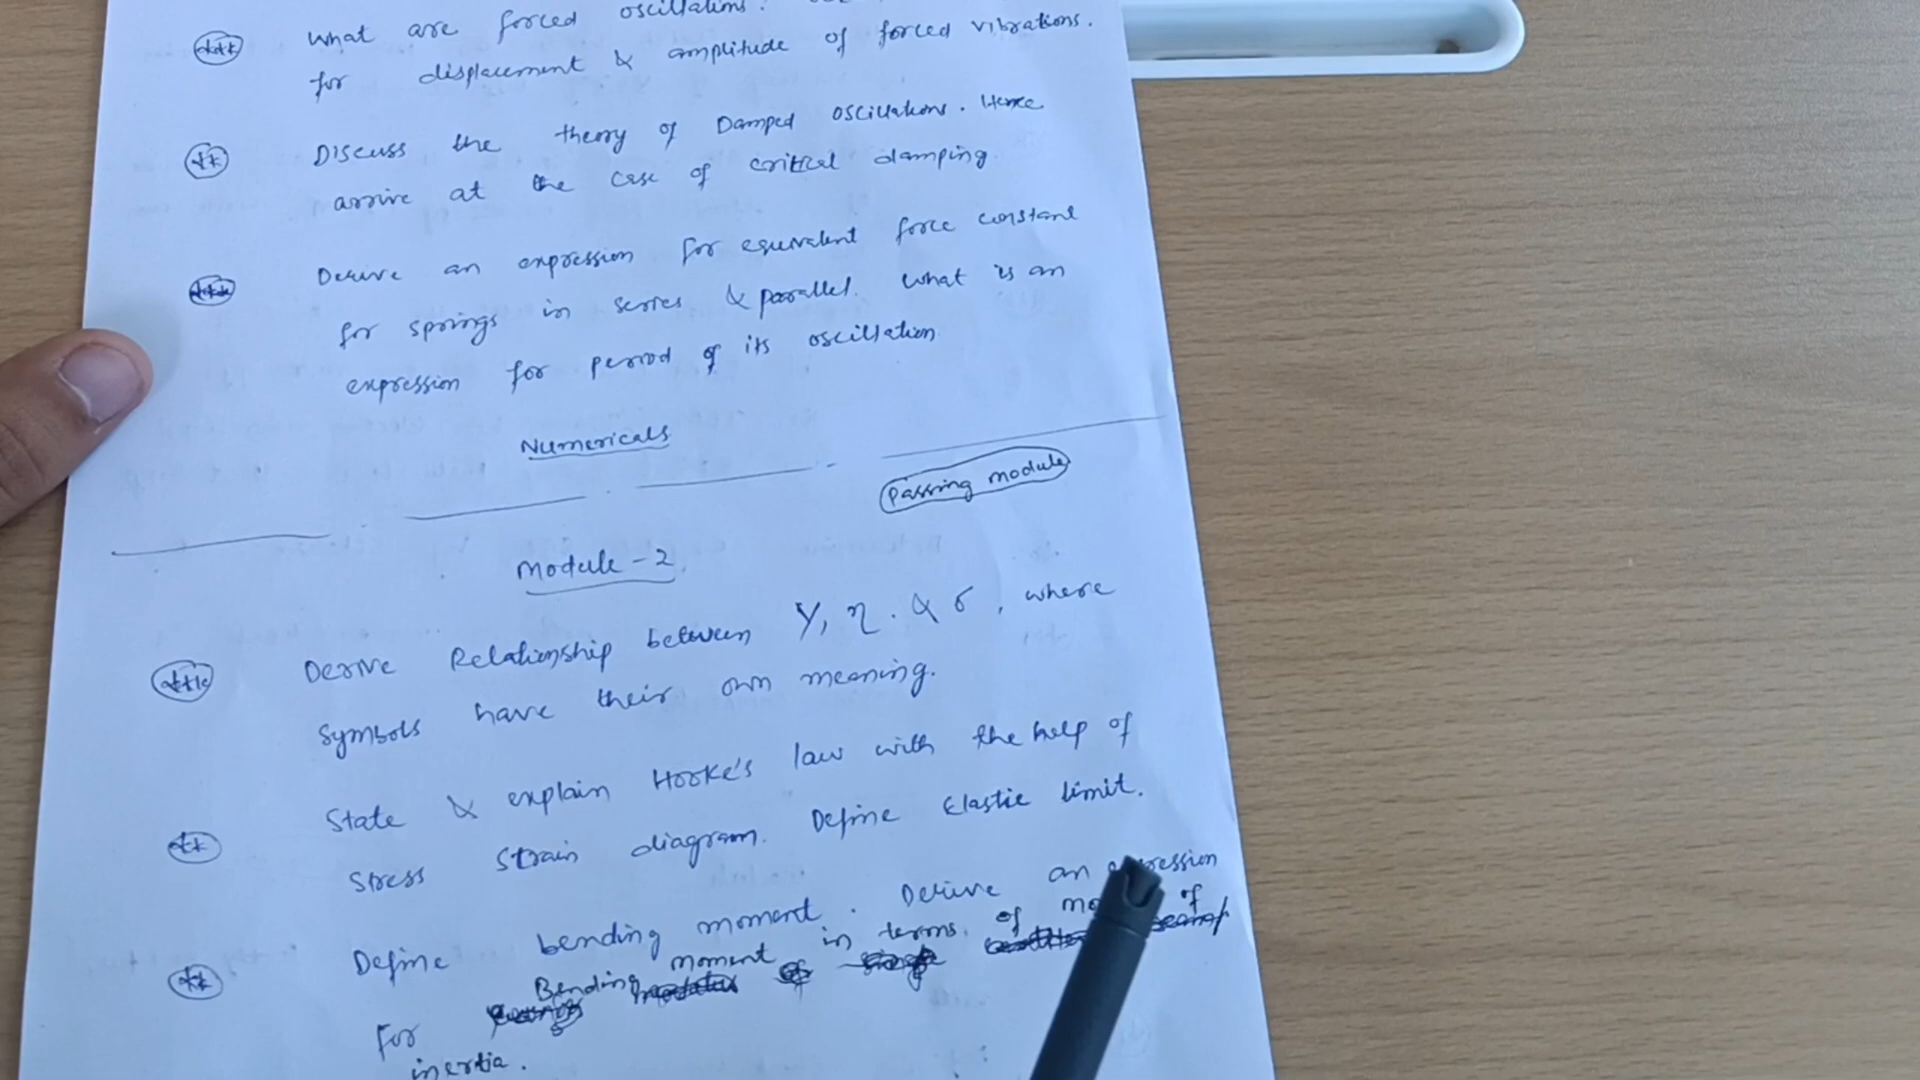 *** What are forced oscillations.
for displacement & amplitude of forced vibrations.
** Discuss the theory of Damped oscillations. Hence
arrive at the case of critical damping
Derive an expression for equivalent force constant
for springs in series & parallel. What is an
expression for period of its oscillation
Numericals
Passing module
Module-2
*** Derive Relationship between Y, η. & σ, where
symbols have their own meaning.
State & explain Hooke's law with the help of
** stress strain diagram. Define Elastic limit.
** Define bending moment. Derive an
Bending moment in terms. of of
For
inertia.